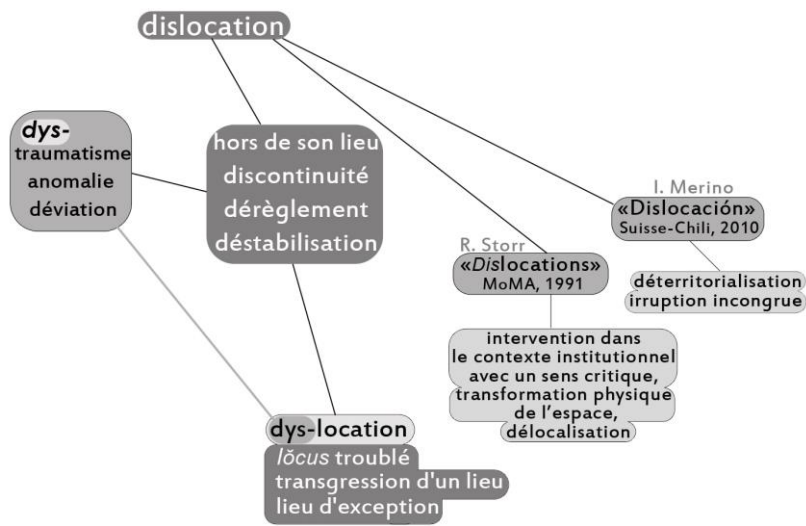 dislocation
dys-
traumatisme
anomalie
déviation
hors de son lieu
discontinuité
dérèglement
déstabilisation
I. Merino
«Dislocación»
Suisse-Chili, 2010
R. Storr
«Dislocations»
MoMA, 1991
déterritorialisation
irruption incongrue
intervention dans
le contexte institutionnel
avec un sens critique,
transformation physique
de l'espace,
délocalisation
dys-location
lŏcus troublé
transgression d'un lieu
lieu d'exception